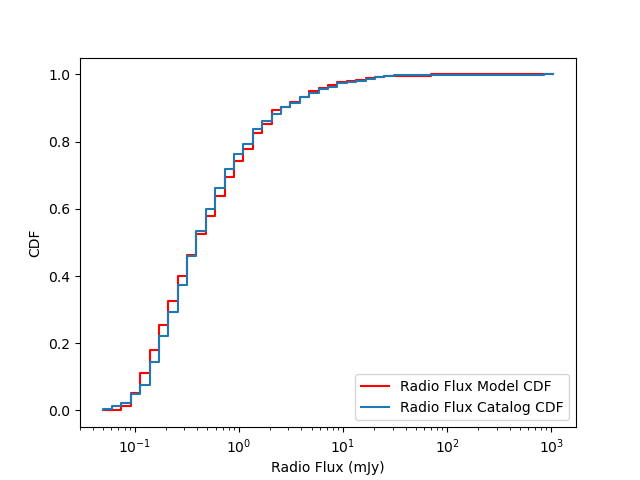 1.0
0.8
0.6
0.4
0.2
0.0
CDF
10⁻¹ 10⁰ 10¹ 10² 10³
Radio Flux (mJy)
Radio Flux Model CDF
Radio Flux Catalog CDF